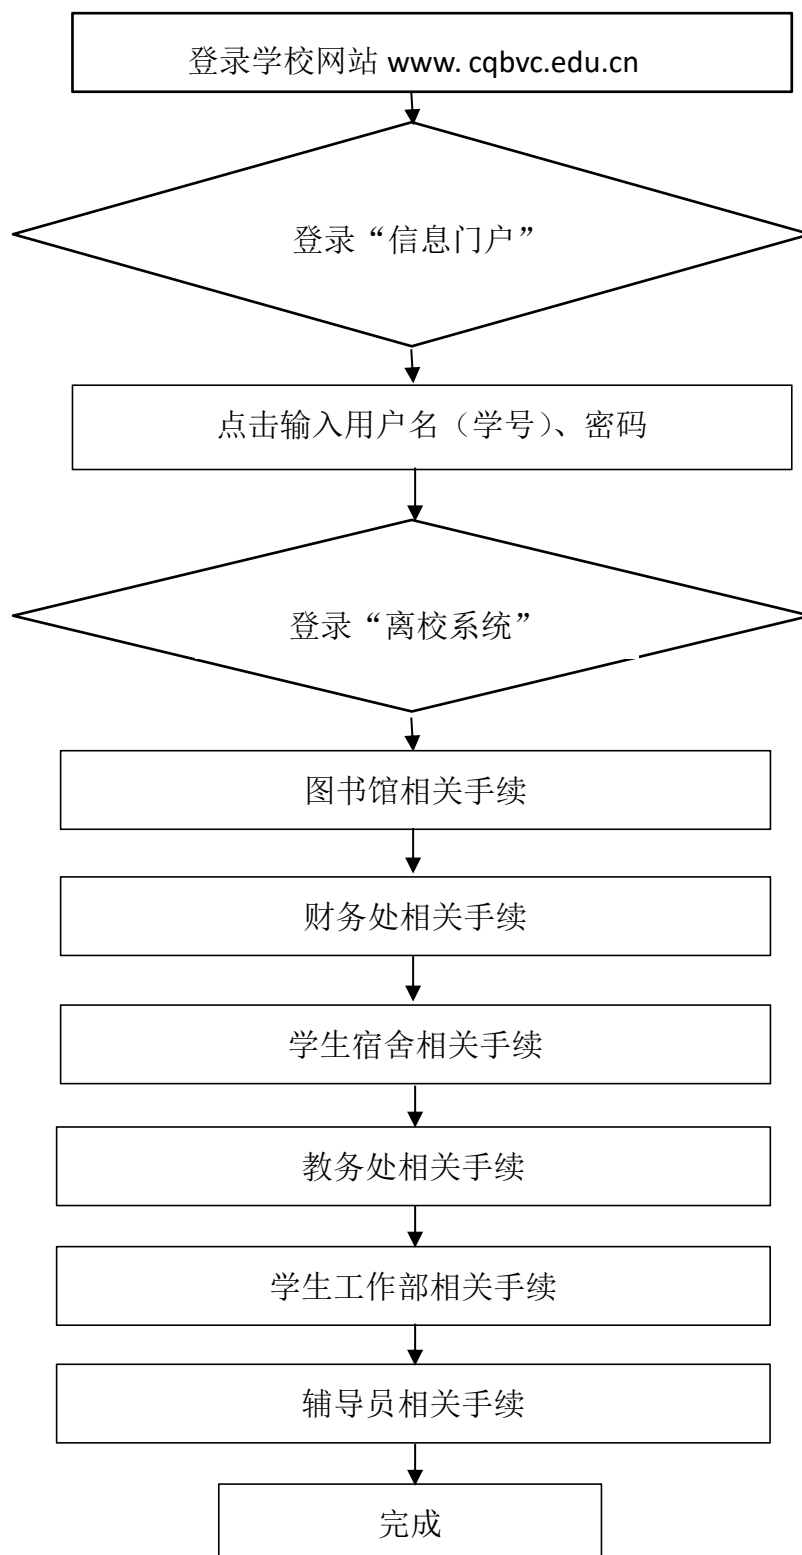 登录学校网站 www. cqbvc.edu.cn
登录“信息门户”
点击输入用户名（学号）、密码
登录“离校系统”
图书馆相关手续
财务处相关手续
学生宿舍相关手续
教务处相关手续
学生工作部相关手续
辅导员相关手续
完成